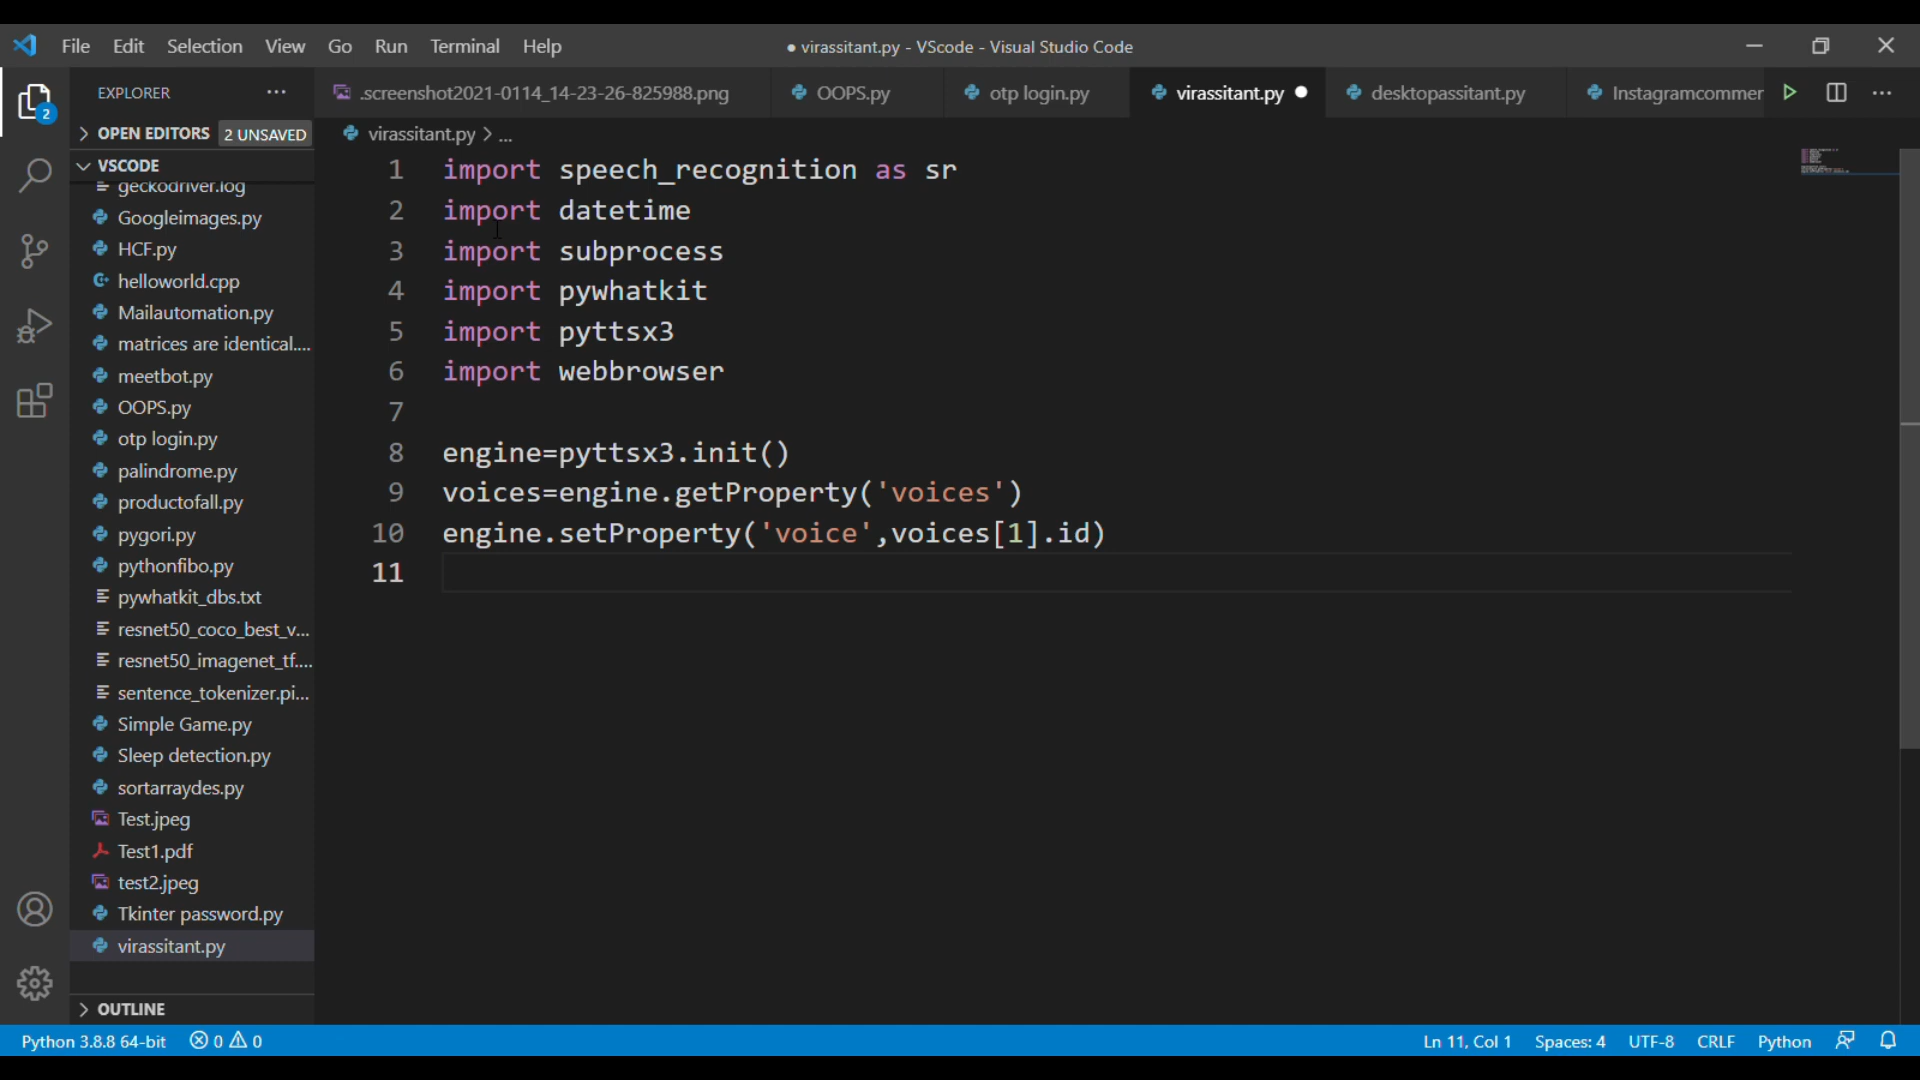 File Edit Selection View Go Run Terminal Help
● virassitant.py - VScode - Visual Studio Code
EXPLORER ...
.screenshot2021-0114_14-23-26-825988.png
OOPS.py
otp login.py
virassitant.py ●
desktopassitant.py
Instagramcommer
2
OPEN EDITORS 2 UNSAVED
VSCODE
geckodriver.log
Googleimages.py
HCF.py
helloworld.cpp
Mailautomation.py
matrices are identical....
meetbot.py
OOPS.py
otp login.py
palindrome.py
productofall.py
pygori.py
pythonfibo.py
pywhatkit_dbs.txt
resnet50_coco_best_v...
resnet50_imagenet_tf....
sentence_tokenizer.pi...
Simple Game.py
Sleep detection.py
sortarraydes.py
Test.jpeg
Test1.pdf
test2.jpeg
Tkinter password.py
virassitant.py
OUTLINE
virassitant.py > ...
1 import speech_recognition as sr
2 import datetime
3 import subprocess
4 import pywhatkit
5 import pyttsx3
6 import webbrowser
7
8 engine=pyttsx3.init()
9 voices=engine.getProperty('voices')
10 engine.setProperty('voice',voices[1].id)
11
Python 3.8.8 64-bit 0 0
Ln 11, Col 1 Spaces: 4 UTF-8 CRLF Python